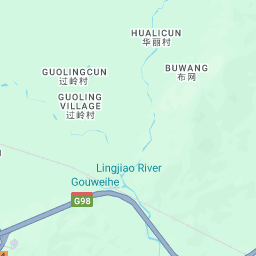 HUALICUN
华丽村
GUOLINGCUN
过岭村
BUWANG
布网
GUOLING
VILLAGE
过岭村
Lingjiao River
Gouweihe
G98